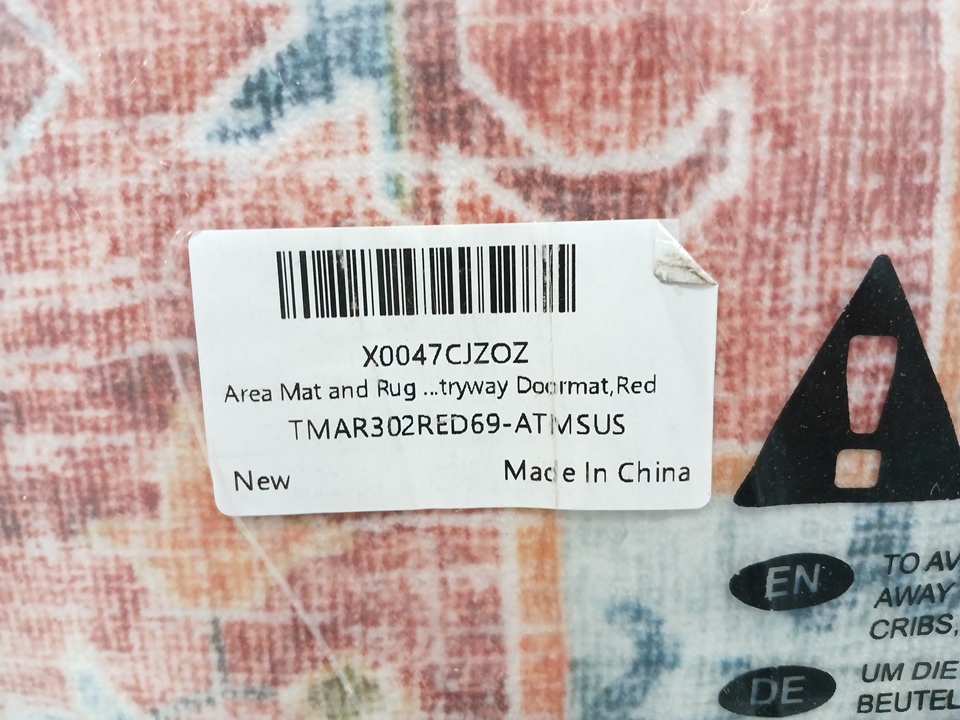 X0047CJZOZ
Area Mat and Rug ...tryway Doormat,Red
TMAR302RED69-ATMSUS
New
Made In China
EN
TO AV
AWAY
CRIBS,
DE
UM DIE
BEUTEL